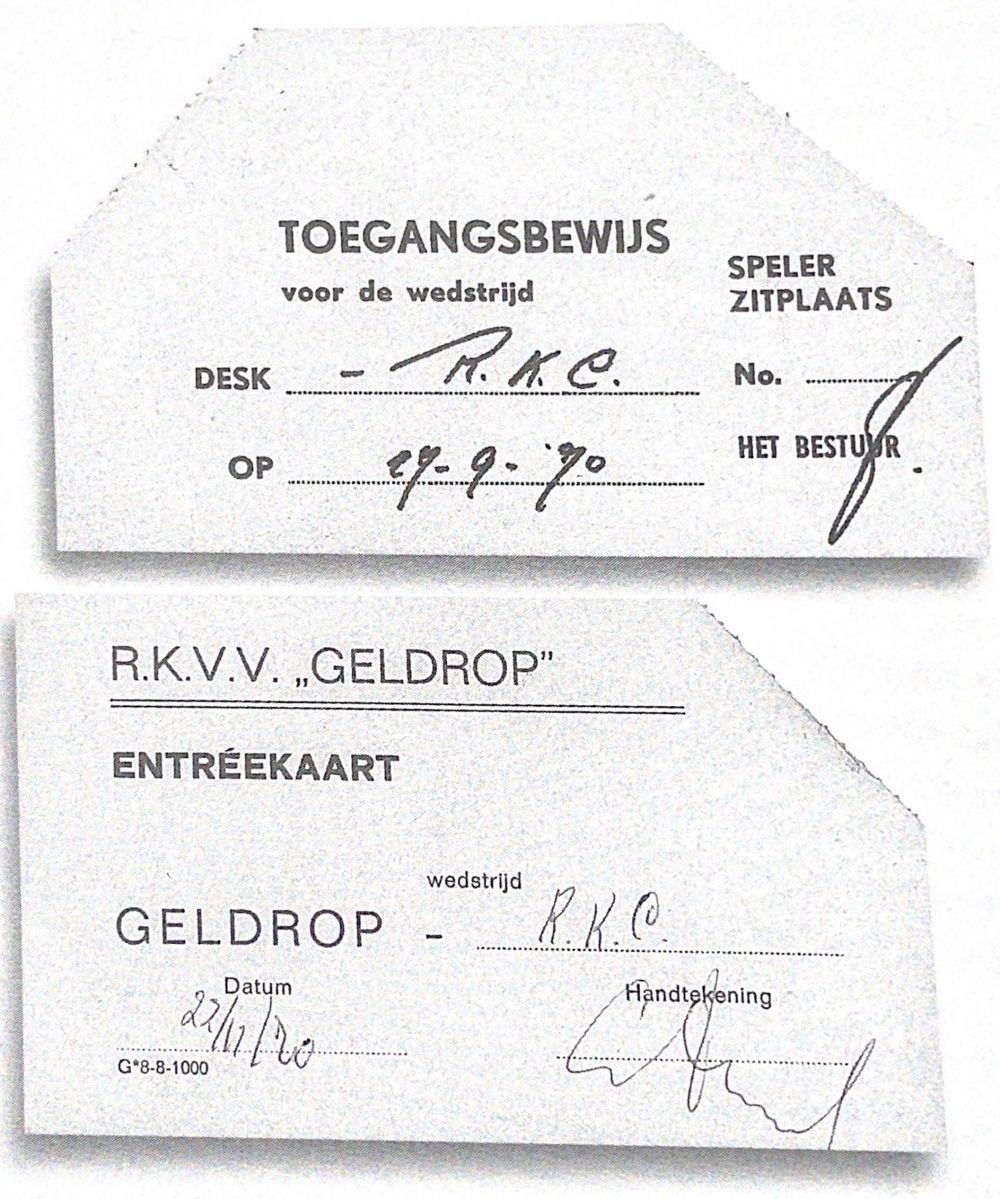 TOEGANGSBEWIJS
voor de wedstrijd
SPELER
ZITPLAATS
DESK - R.K.C.
No.
OP 27-9-'70
HET BESTUUR
R.K.V.V. „GELDROP”
ENTRÉEKAART
wedstrijd
GELDROP - R.K.C.
Datum
22/11/70
Handtekening
G*8-8-1000